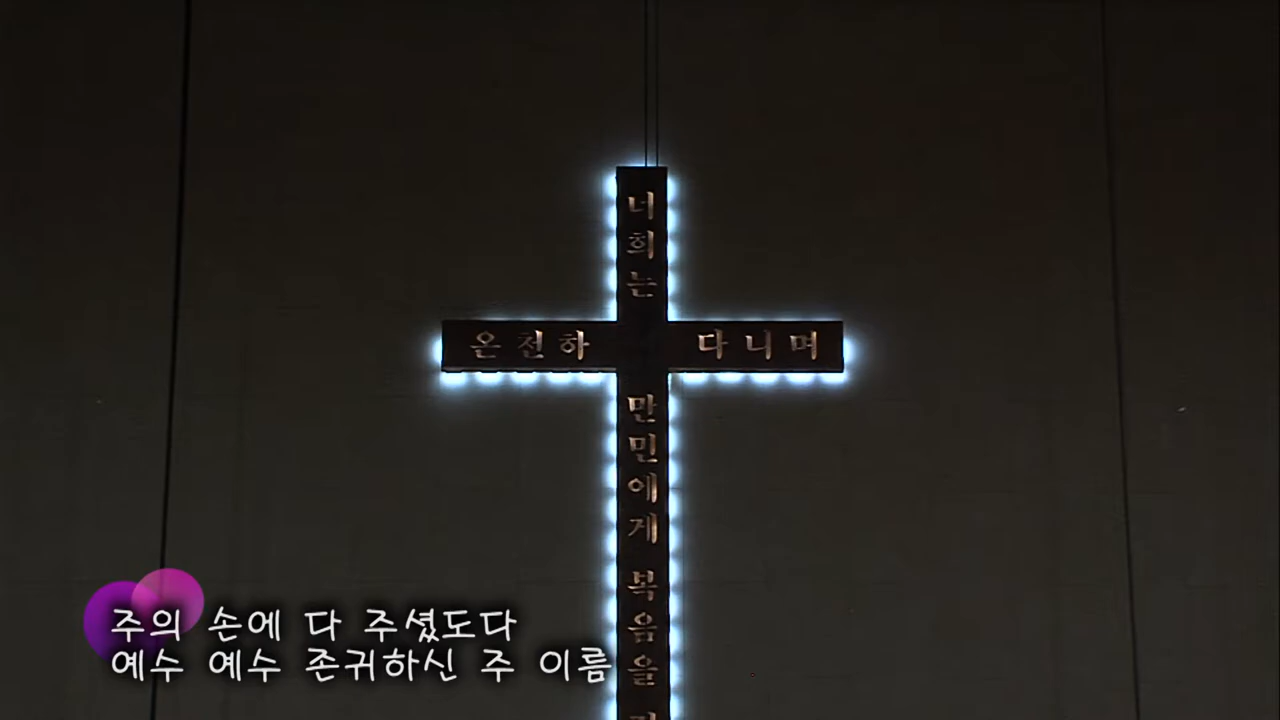 너희는
온천하 다니며
만민에게 복음을
주의 손에 다 주셨도다
예수 예수 존귀하신 주 이름